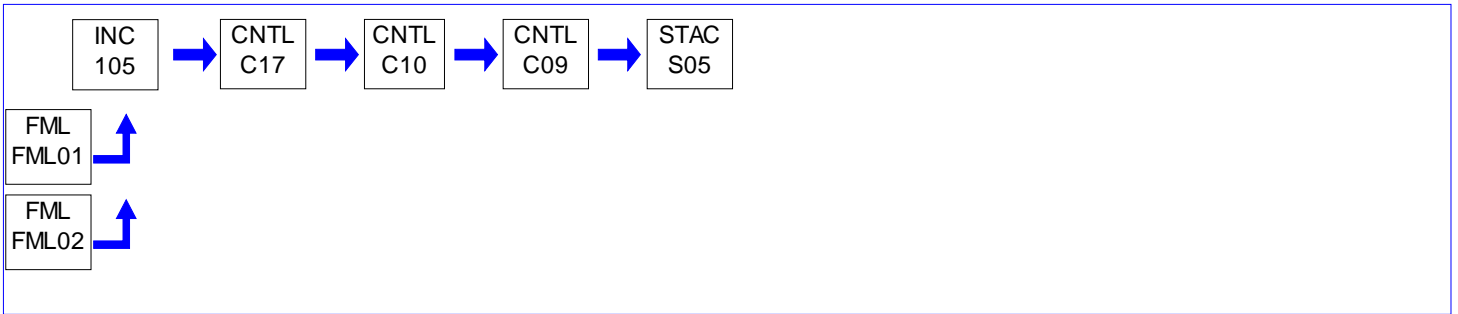 INC
105
CNTL
C17
CNTL
C10
CNTL
C09
STAC
S05
FML
FML01
FML
FML02